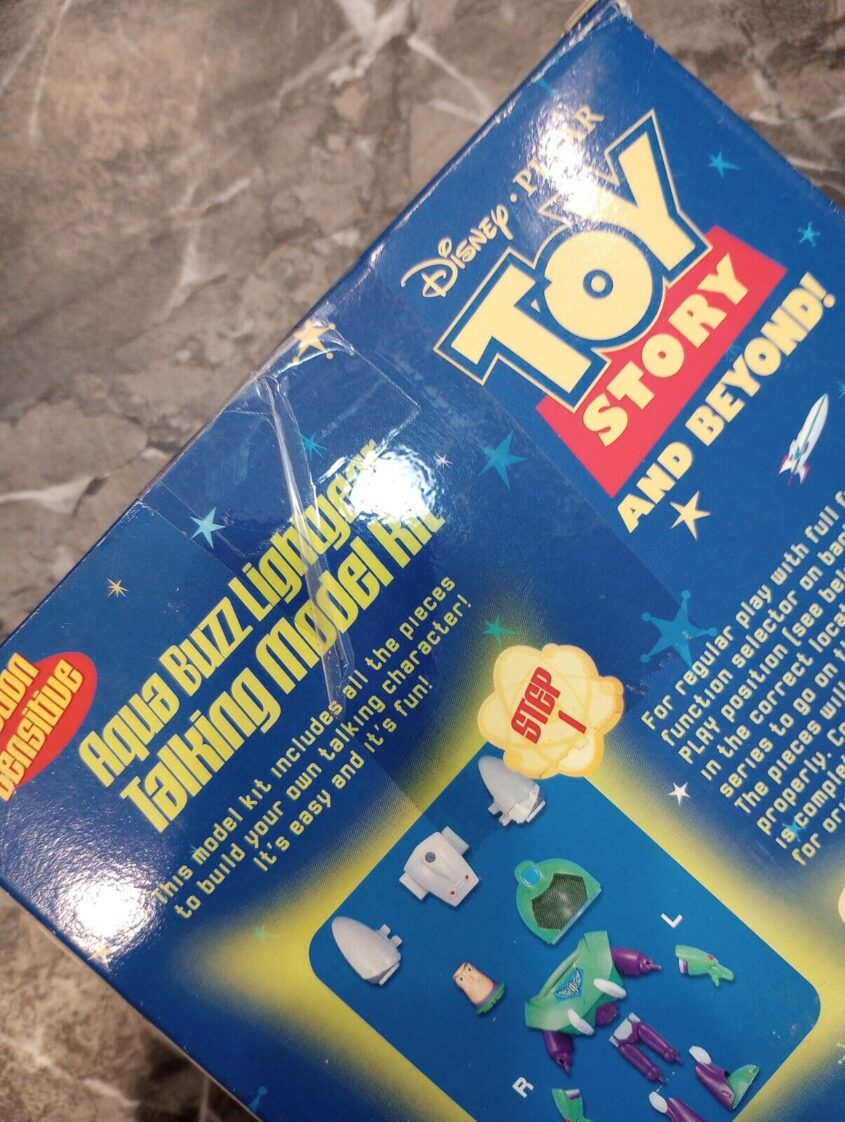 Disney • PIXAR
TOY
STORY
AND BEYOND!
Sensitive
Aqua Buzz Lightyear
Talking Model Kit
This model kit includes all the pieces
to build your own talking character!
It's easy and it's fun!
STEP
1
For regular play with full
function selector on
PLAY position (see
in the correct
series to go on
The pieces will
properly.
is
for
L
R